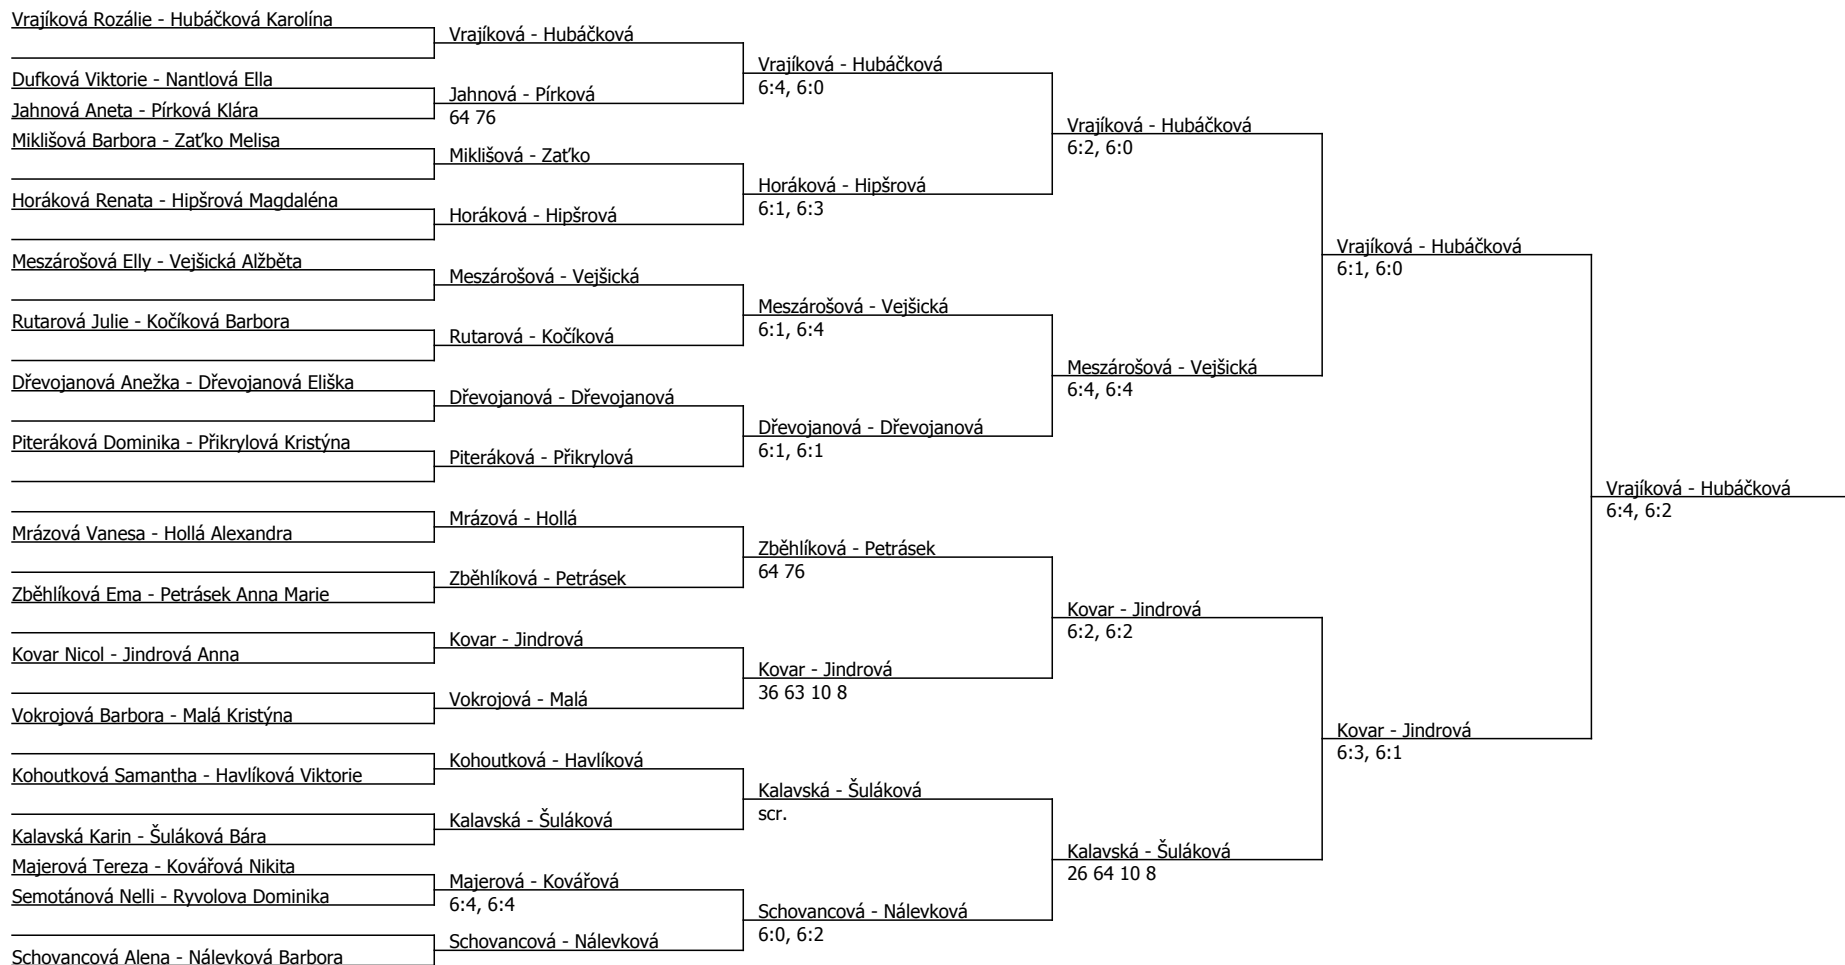 Vrajíková Rozálie - Hubáčková Karolína
Dufková Viktorie - Nantlová Ella
Jahnová Aneta - Pírková Klára
Miklišová Barbora - Zaťko Melisa
Horáková Renata - Hipšrová Magdaléna
Meszárošová Elly - Vejšická Alžběta
Rutarová Julie - Kočíková Barbora
Dřevojanová Anežka - Dřevojanová Eliška
Piteráková Dominika - Přikrylová Kristýna
Mrázová Vanesa - Hollá Alexandra
Zběhlíková Ema - Petrásek Anna Marie
Kovar Nicol - Jindrová Anna
Vokrojová Barbora - Malá Kristýna
Kohoutková Samantha - Havlíková Viktorie
Kalavská Karin - Šuláková Bára
Majerová Tereza - Kovářová Nikita
Semotánová Nelli - Ryvolova Dominika
Schovancová Alena - Nálevková Barbora
Vrajíková - Hubáčková
Jahnová - Pírková
64 76
Miklišová - Zaťko
Horáková - Hipšrová
Meszárošová - Vejšická
Rutarová - Kočíková
Dřevojanová - Dřevojanová
Piteráková - Přikrylová
Mrázová - Hollá
Zběhlíková - Petrásek
Kovar - Jindrová
Vokrojová - Malá
Kohoutková - Havlíková
Kalavská - Šuláková
Majerová - Kovářová
6:4, 6:4
Schovancová - Nálevková
Vrajíková - Hubáčková
6:4, 6:0
Horáková - Hipšrová
6:1, 6:3
Meszárošová - Vejšická
6:1, 6:4
Dřevojanová - Dřevojanová
6:1, 6:1
Zběhlíková - Petrásek
64 76
Kovar - Jindrová
36 63 10 8
Kalavská - Šuláková
scr.
Schovancová - Nálevková
6:0, 6:2
Vrajíková - Hubáčková
6:2, 6:0
Meszárošová - Vejšická
6:4, 6:4
Kovar - Jindrová
6:2, 6:2
Kalavská - Šuláková
26 64 10 8
Vrajíková - Hubáčková
6:1, 6:0
Kovar - Jindrová
6:3, 6:1
Vrajíková - Hubáčková
6:4, 6:2